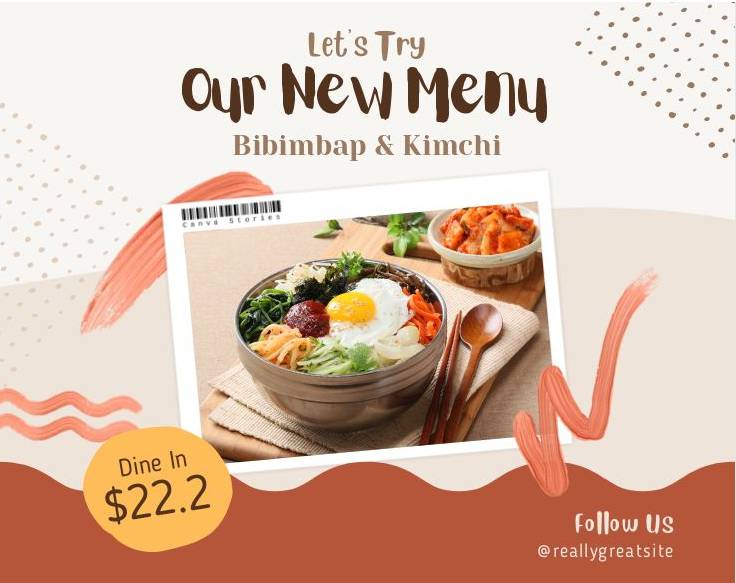 Let's Try
Our New Menu
Bibimbap & Kimchi
Canva Stories
Dine In
$22.2
Follow Us
@reallygreatsite